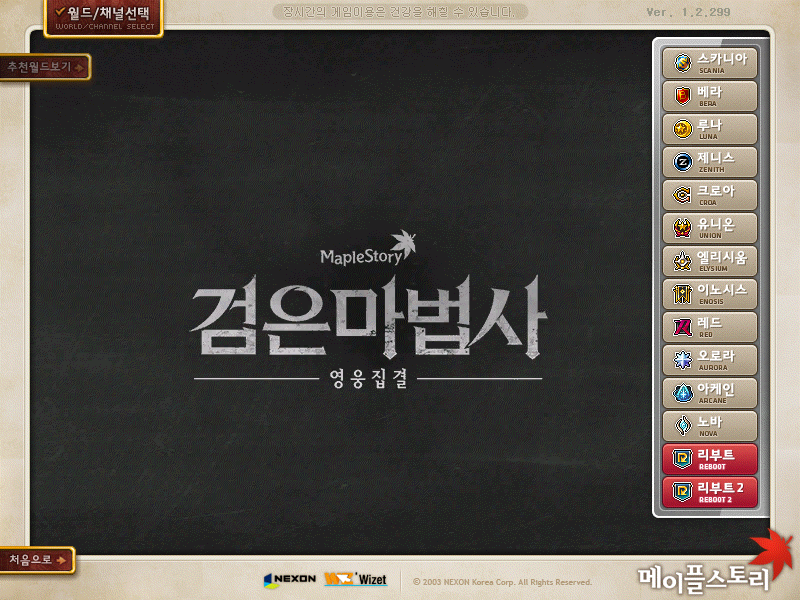 월드/채널선택
WORLD/CHANNEL SELECT
장시간의 게임이용은 건강을 해칠 수 있습니다.
Ver. 1.2.299
추천월드보기
스카니아
SCANIA
베라
BERA
루나
LUNA
제니스
ZENITH
크로아
CROA
유니온
UNION
엘리시움
ELYSIUM
이노시스
ENOSIS
레드
RED
오로라
AURORA
아케인
ARCANE
노바
NOVA
리부트
REBOOT
리부트 2
REBOOT 2
MapleStory
검은마법사
영웅집결
처음으로
NEXON
Wizet
© 2003 NEXON Korea Corp. All Rights Reserved.
메이플스토리